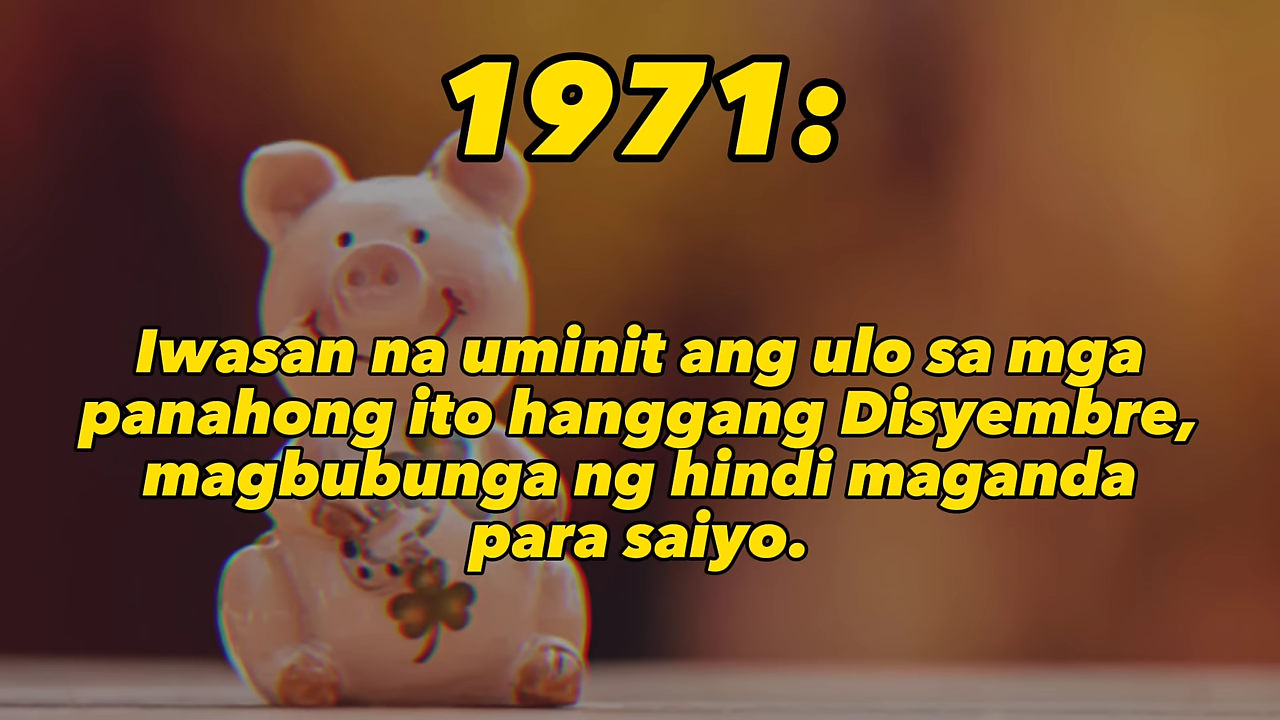 1971:
Iwasan na uminit ang ulo sa mga
panahong ito hanggang Disyembre,
magbubunga ng hindi maganda
para saiyo.